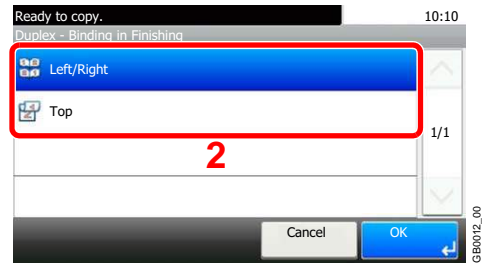 Ready to copy. 10:10
Duplex - Binding in Finishing
Left/Right
Top
1/1
2
Cancel OK
GB0012_00